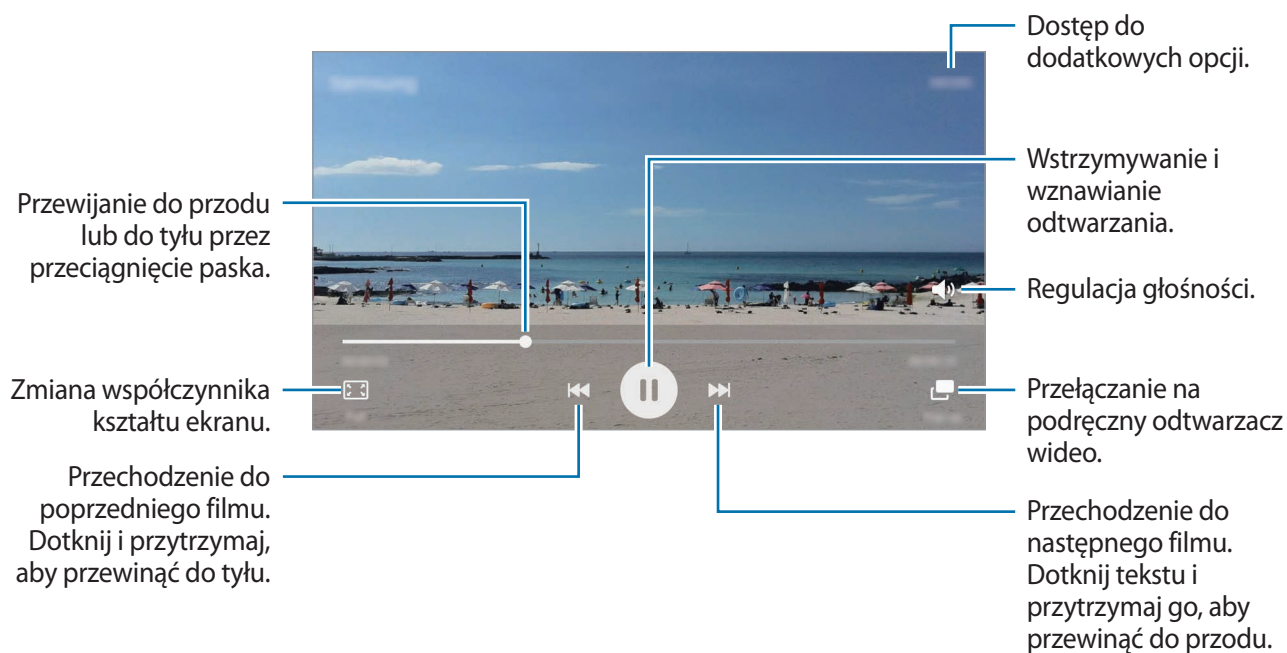 Dostęp do
dodatkowych opcji.
Wstrzymywanie i
wznawianie
odtwarzania.
Przewijanie do przodu
lub do tyłu przez
przeciągnięcie paska.
Regulacja głośności.
Zmiana współczynnika
kształtu ekranu.
Przełączanie na
podręczny odtwarzacz
wideo.
Przechodzenie do
poprzedniego filmu.
Dotknij i przytrzymaj,
aby przewinąć do tyłu.
Przechodzenie do
następnego filmu.
Dotknij tekstu i
przytrzymaj go, aby
przewinąć do przodu.